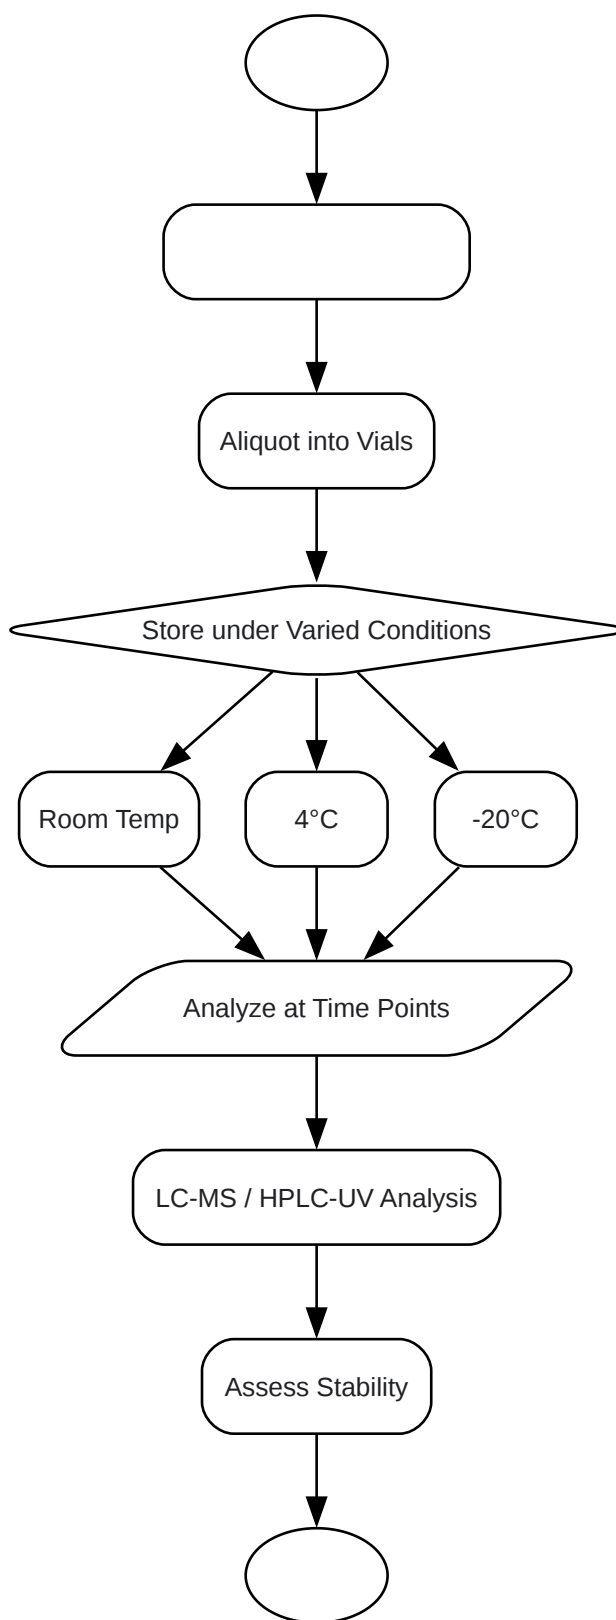 Aliquot into Vials
Store under Varied Conditions
Room Temp
4°C
-20°C
Analyze at Time Points
LC-MS / HPLC-UV Analysis
Assess Stability